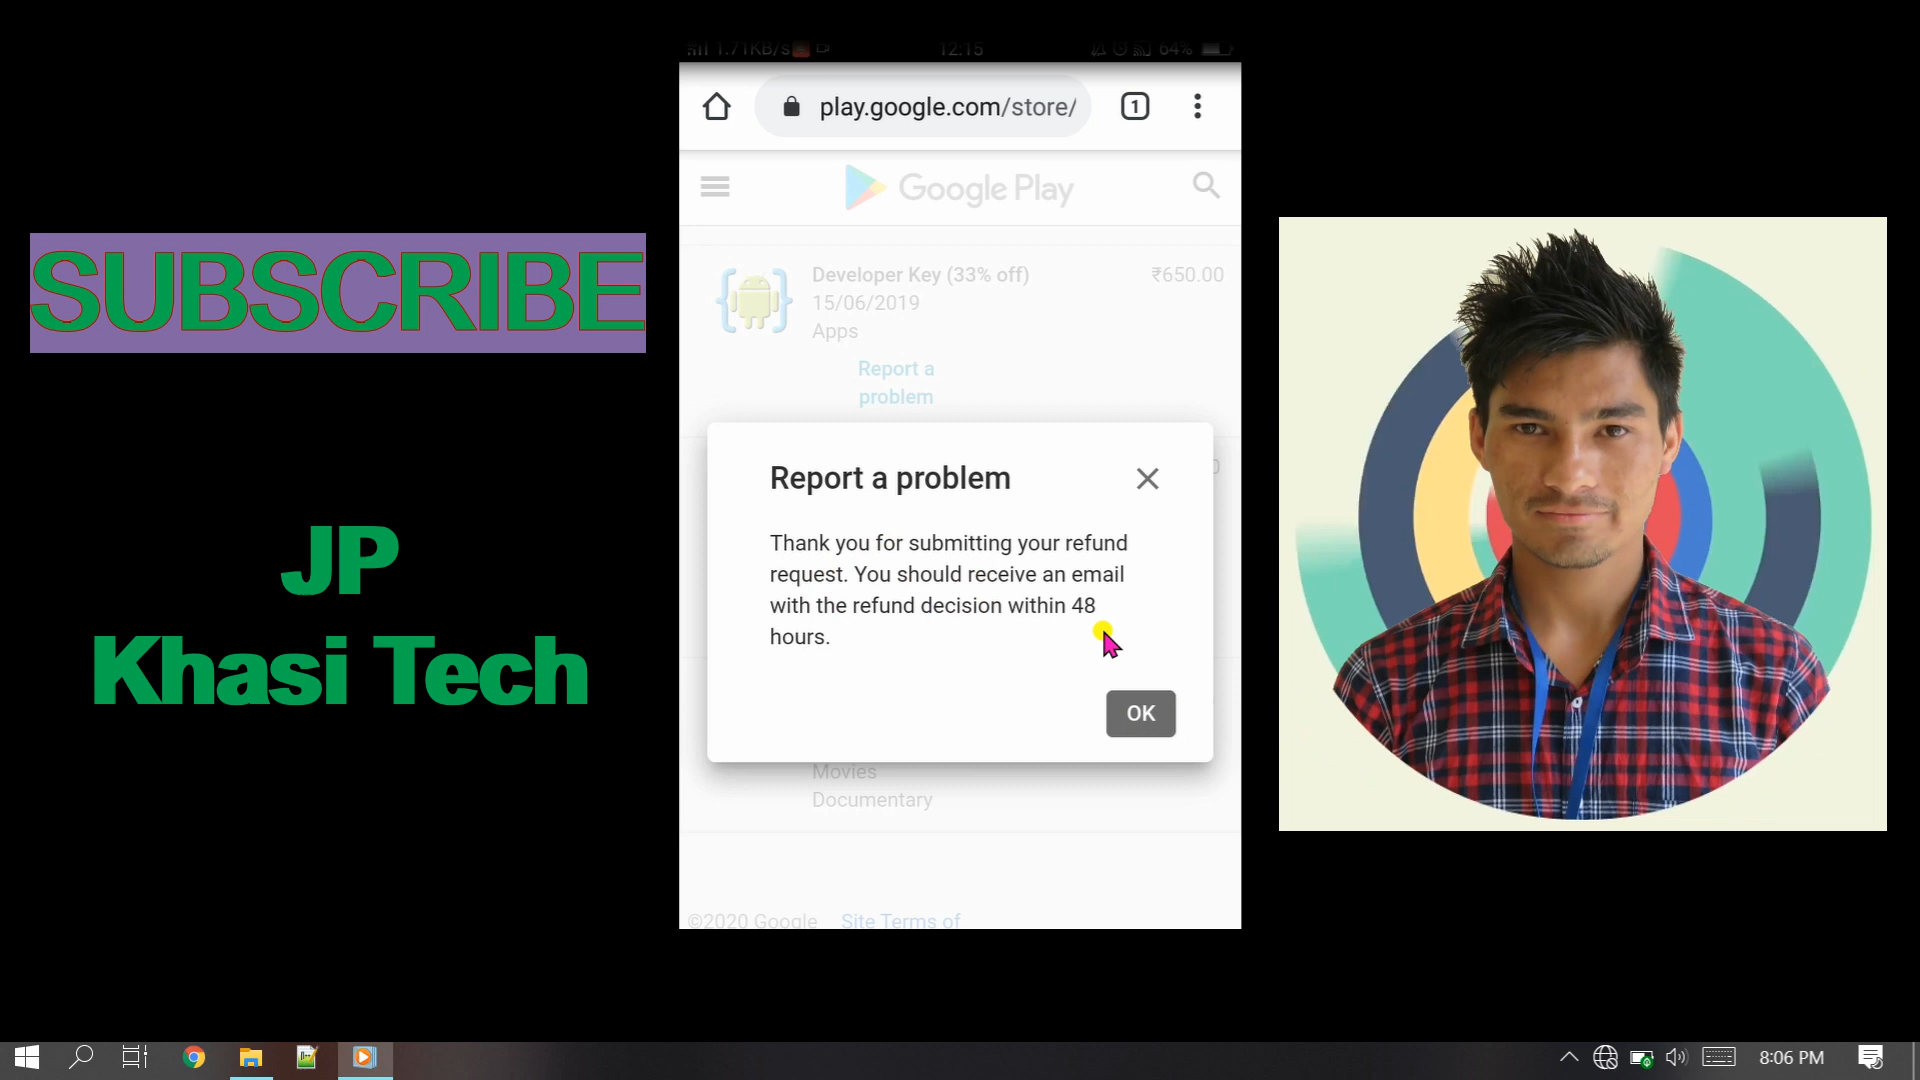 1.71KB/s
12:15
64%
play.google.com/store/
1
Google Play
SUBSCRIBE
Developer Key (33% off)
₹650.00
15/06/2019
Apps
Report a
problem
Report a problem
Thank you for submitting your refund
request. You should receive an email
with the refund decision within 48
hours.
OK
JP
Khasi Tech
Movies
Documentary
©2020 Google
Site Terms of
8:06 PM